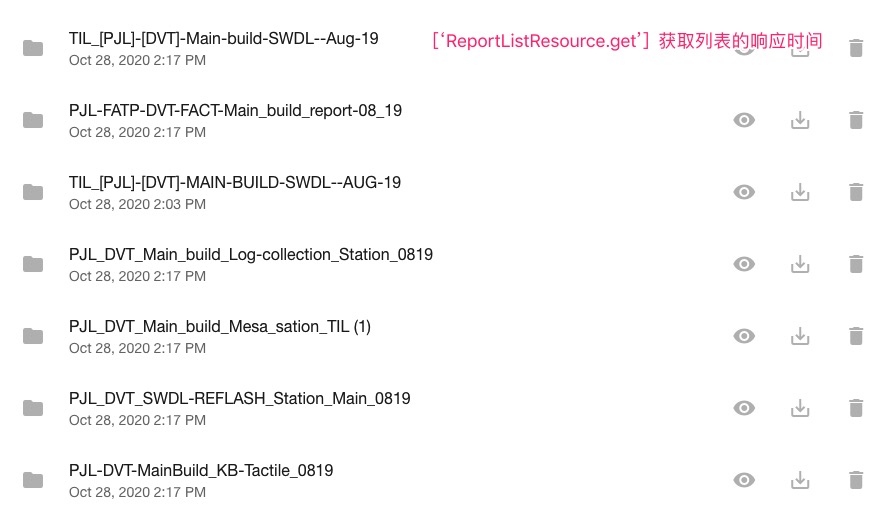 TIL_[PJL]-[DVT]-Main-build-SWDL--Aug-19
［‘ReportListResource.get’］获取列表的响应时间
Oct 28, 2020 2:17 PM
PJL-FATP-DVT-FACT-Main_build_report-08_19
Oct 28, 2020 2:17 PM
TIL_[PJL]-[DVT]-MAIN-BUILD-SWDL--AUG-19
Oct 28, 2020 2:03 PM
PJL_DVT_Main_build_Log-collection_Station_0819
Oct 28, 2020 2:17 PM
PJL_DVT_Main_build_Mesa_sation_TIL (1)
Oct 28, 2020 2:17 PM
PJL_DVT_SWDL-REFLASH_Station_Main_0819
Oct 28, 2020 2:17 PM
PJL-DVT-MainBuild_KB-Tactile_0819
Oct 28, 2020 2:17 PM